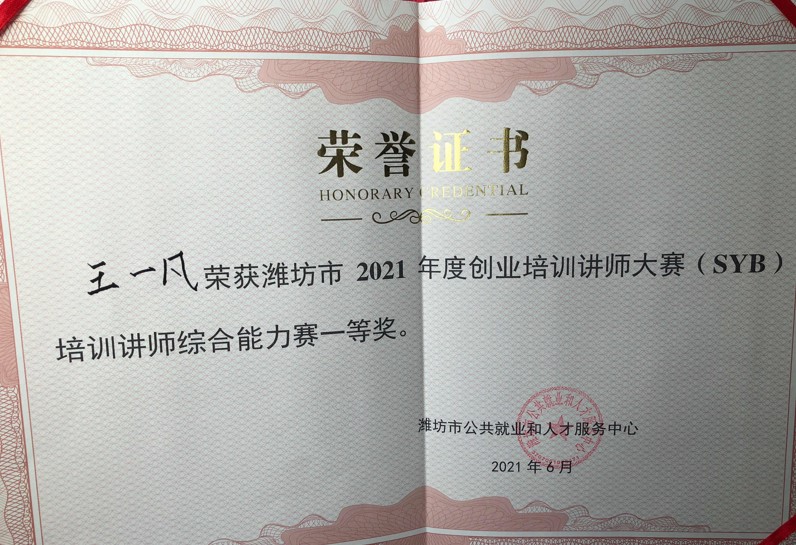 荣誉证书
HONORARY CREDENTIAL
王一凡荣获潍坊市 2021 年度创业培训讲师大赛（SYB）
培训讲师综合能力赛一等奖。
潍坊市公共就业和人才服务中心
2021 年 6 月